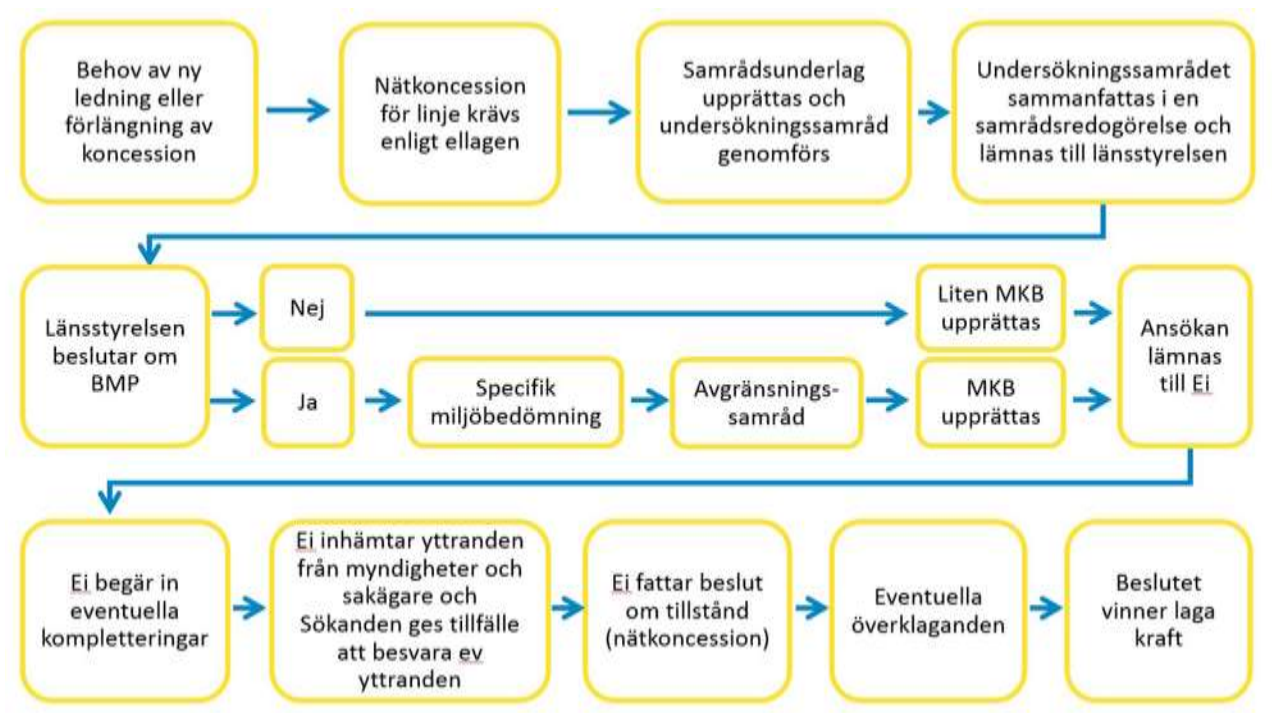 Behov av ny
ledning eller
förlängning av
koncession
Nätkoncession
för linje krävs
enligt ellagen
Samrådsunderlag
upprättas och
undersökningssamråd
genomförs
Undersökningssamrådet
sammanfattas i en
samrådsredogörelse och
lämnas till länsstyrelsen
Länsstyrelsen
beslutar om
BMP
Nej
Liten MKB
upprättas
Ja
Specifik
miljöbedömning
Avgränsnings-
samråd
MKB
upprättas
Ansökan
lämnas
till Ei
Ei begär in
eventuella
kompletteringar
Ei inhämtar yttranden
från myndigheter och
sakägare och
Sökanden ges tillfälle
att besvara ev
yttranden
Ei fattar beslut
om tillstånd
(nätkoncession)
Eventuella
överklaganden
Beslutet
vinner laga
kraft